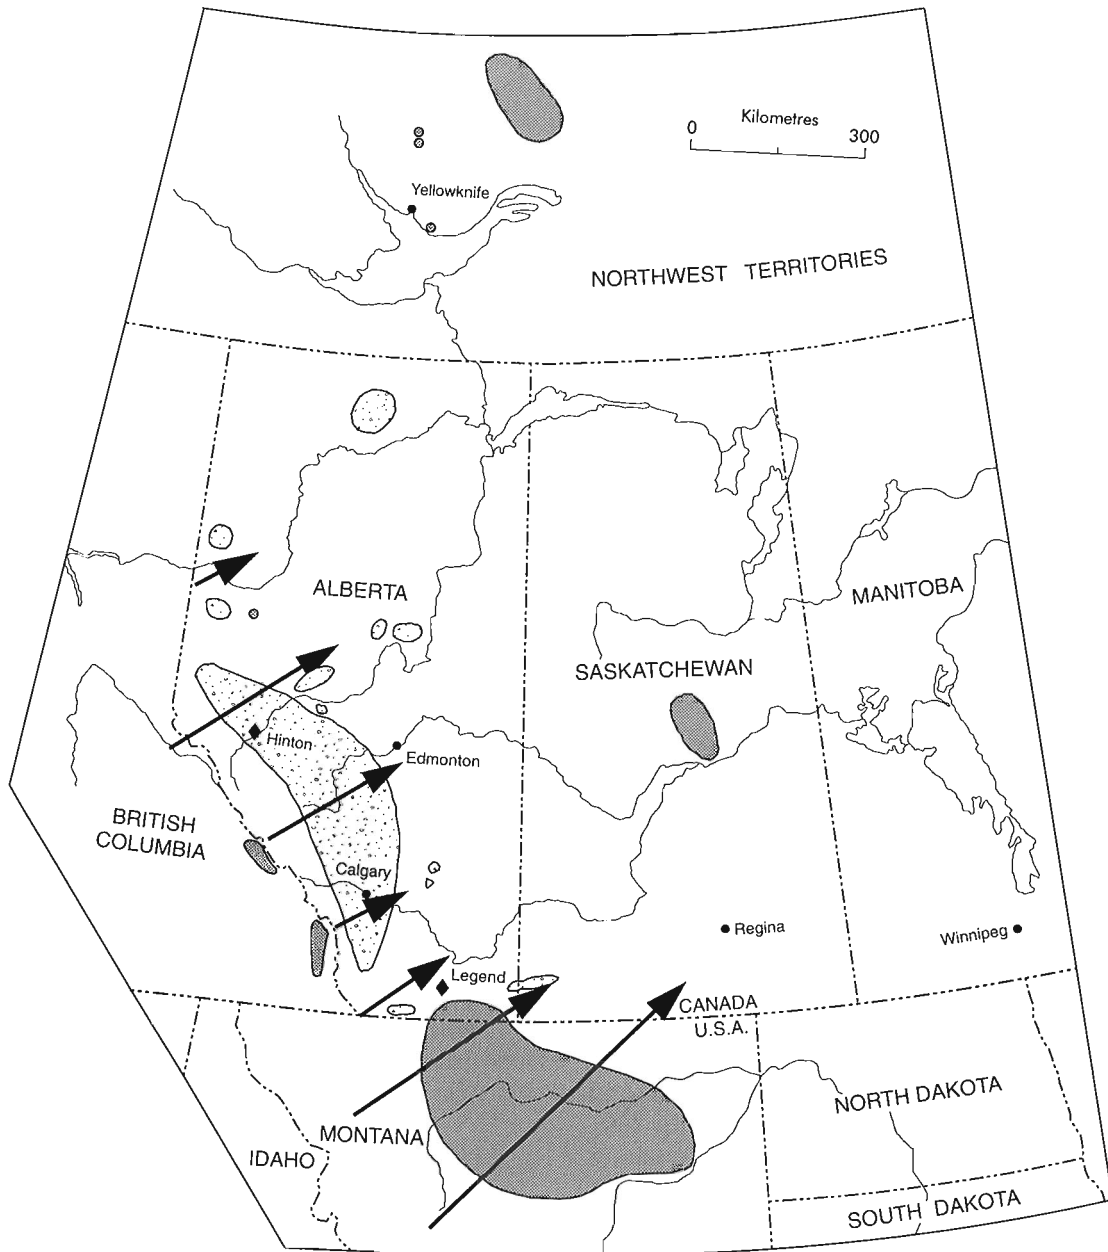 Kilometres
0 300
Yellowknife
NORTHWEST TERRITORIES
ALBERTA
MANITOBA
SASKATCHEWAN
Hinton
Edmonton
BRITISH
COLUMBIA
Calgary
Regina
Winnipeg
Legend
CANADA
U.S.A.
NORTH DAKOTA
MONTANA
IDAHO
SOUTH DAKOTA